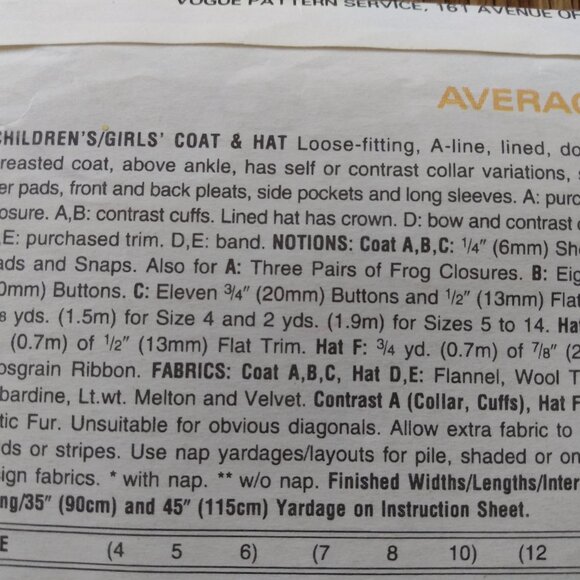 VOGUE PATTERN SERVICE, 161 AVENUE OF
AVERAG
CHILDREN'S/GIRLS' COAT & HAT Loose-fitting, A-line, lined, do
reasted coat, above ankle, has self or contrast collar variations, s
er pads, front and back pleats, side pockets and long sleeves. A: purc
osure. A,B: contrast cuffs. Lined hat has crown. D: bow and contrast
,E: purchased trim. D,E: band. NOTIONS: Coat A,B,C: 1/4" (6mm) Sho
ads and Snaps. Also for A: Three Pairs of Frog Closures. B: Eig
0mm) Buttons. C: Eleven 3/4" (20mm) Buttons and 1/2" (13mm) Flat
8 yds. (1.5m) for Size 4 and 2 yds. (1.9m) for Sizes 5 to 14. Hat
(0.7m) of 1/2" (13mm) Flat Trim. Hat F: 3/4 yd. (0.7m) of 7/8" (2
osgrain Ribbon. FABRICS: Coat A,B,C, Hat D,E: Flannel, Wool T
bardine, Lt.wt. Melton and Velvet. Contrast A (Collar, Cuffs), Hat F
tic Fur. Unsuitable for obvious diagonals. Allow extra fabric to
ds or stripes. Use nap yardages/layouts for pile, shaded or on
sign fabrics. * with nap. ** w/o nap. Finished Widths/Lengths/Inter
ng/35" (90cm) and 45" (115cm) Yardage on Instruction Sheet.
E (4 5 6) (7 8 10) (12